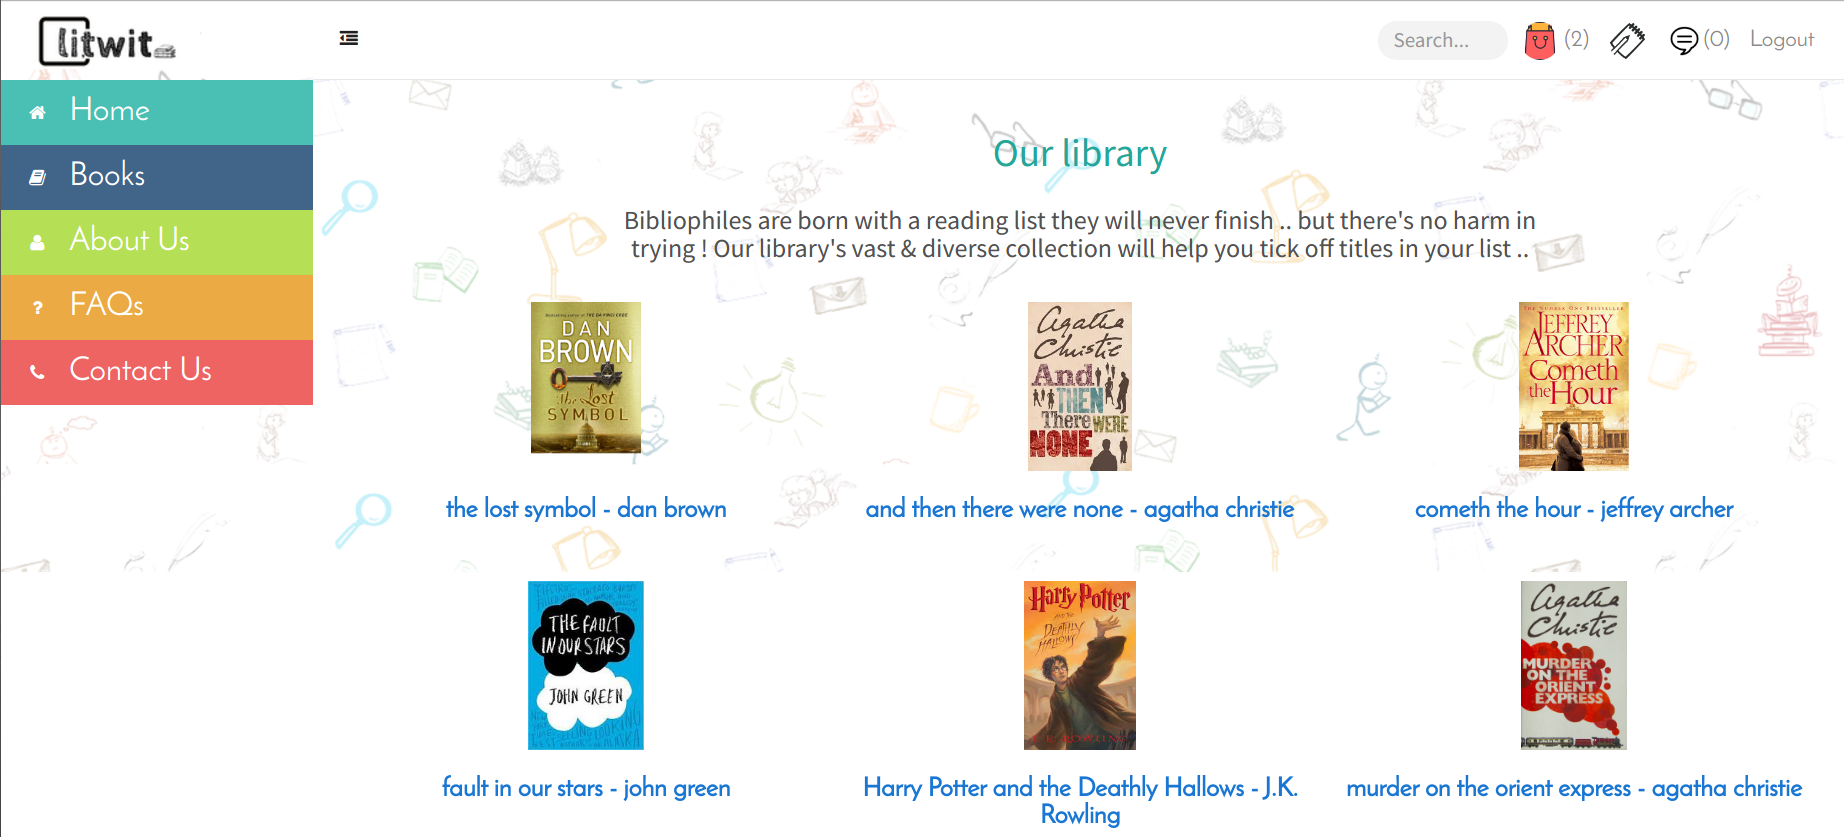 litwit
Search...
(2)
(0)
Logout
Home
Books
About Us
FAQs
Contact Us
Our library
Bibliophiles are born with a reading list they will never finish .. but there's no harm in
trying ! Our library's vast & diverse collection will help you tick off titles in your list ..
DAN
BROWN
The Lost
SYMBOL
the lost symbol - dan brown
Agatha
Christie
And
THEN
There WERE
NONE
and then there were none - agatha christie
THE NUMBER ONE BESTSELLER
JEFFREY
ARCHER
Cometh
the Hour
cometh the hour - jeffrey archer
THE FAULT
IN OUR STARS
JOHN GREEN
fault in our stars - john green
Harry Potter
AND THE
DEATHLY
HALLOWS
J.K. ROWLING
Harry Potter and the Deathly Hallows - J.K.
Rowling
Agatha
Christie
MURDER
ON THE
ORIENT
EXPRESS
murder on the orient express - agatha christie